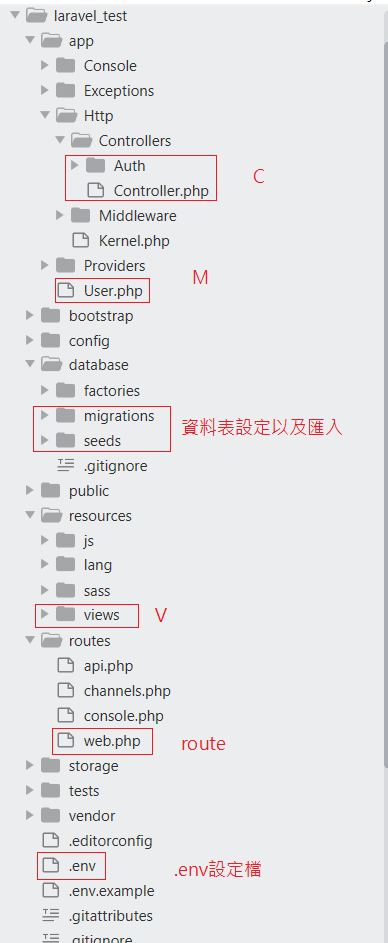 laravel_test
app
Console
Exceptions
Http
Controllers
Auth
Controller.php
C
Middleware
Kernel.php
Providers
M
User.php
bootstrap
config
database
factories
migrations
資料表設定以及匯入
seeds
.gitignore
public
resources
js
lang
sass
views
V
routes
api.php
channels.php
console.php
web.php
route
storage
tests
vendor
.editorconfig
.env
.env設定檔
.env.example
.gitattributes
.gitignore